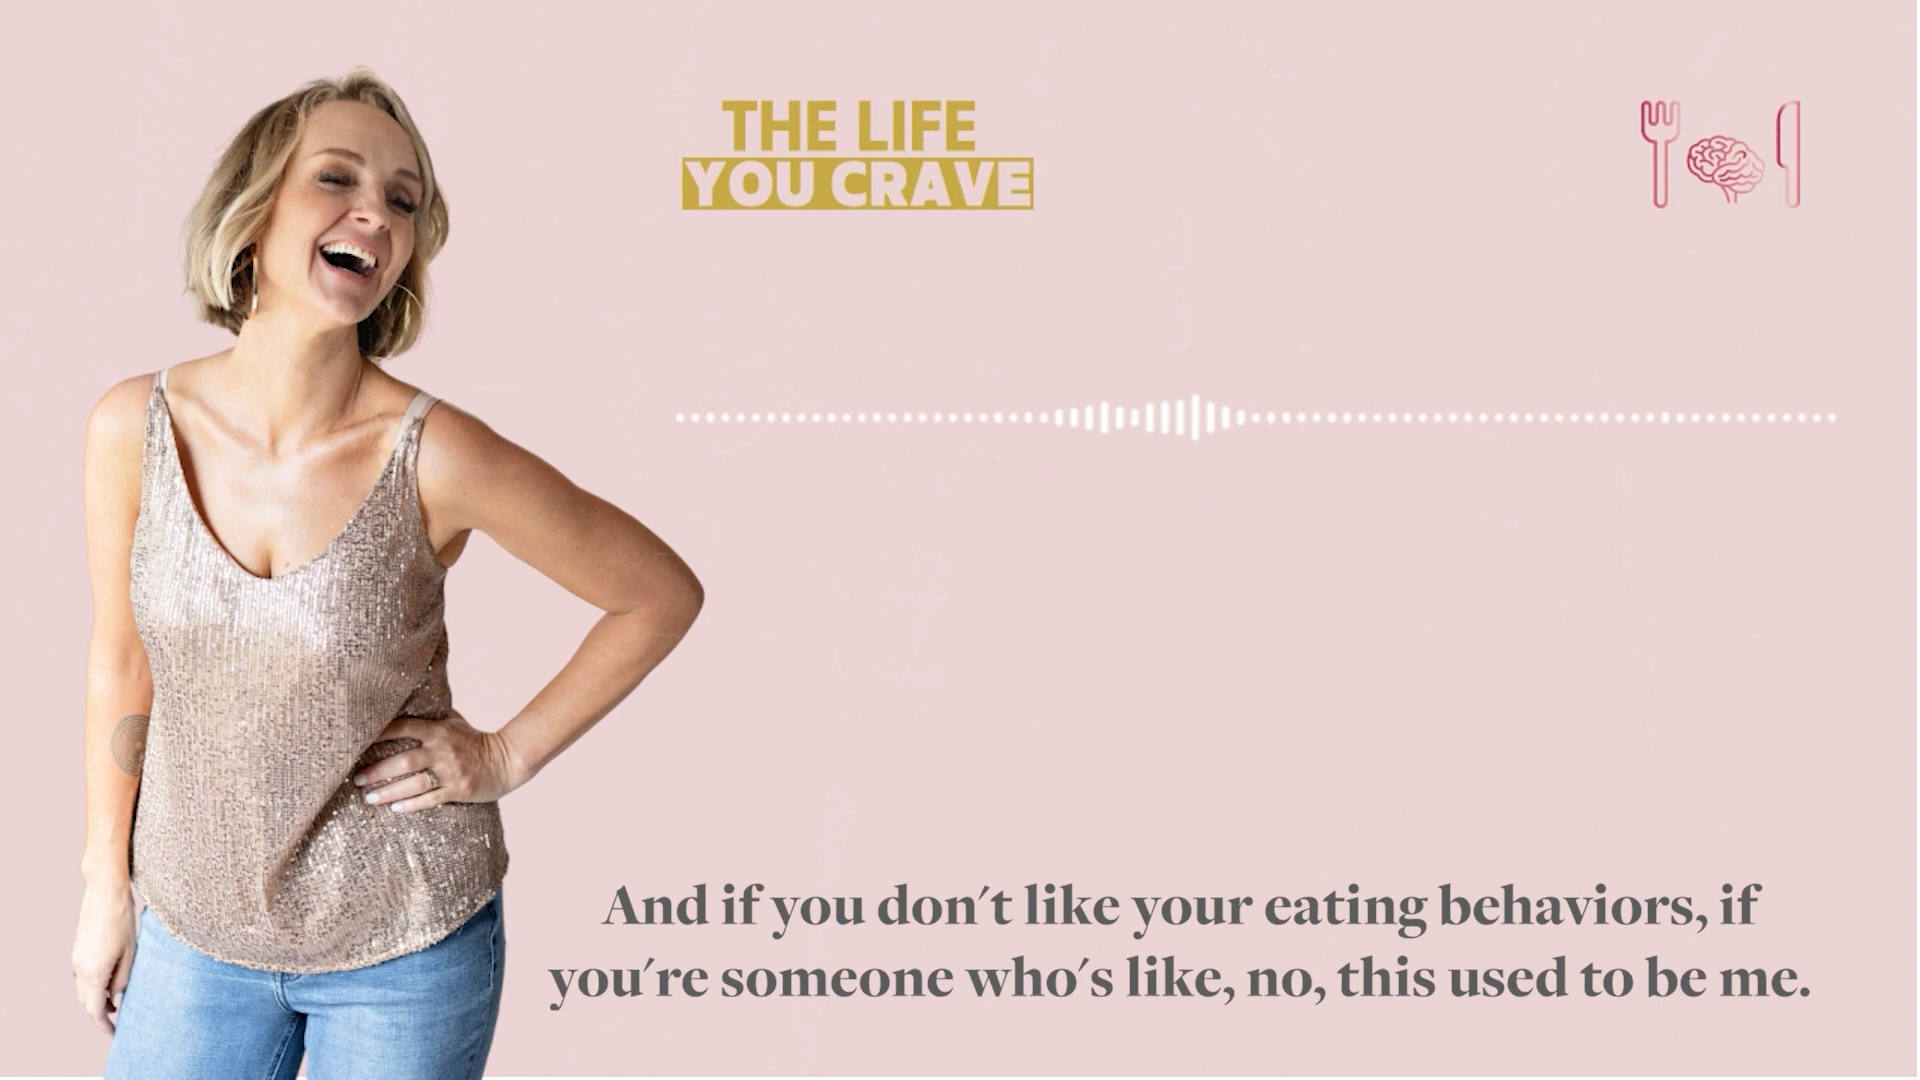 THE LIFE
YOU CRAVE
And if you don't like your eating behaviors, if
you're someone who's like, no, this used to be me.